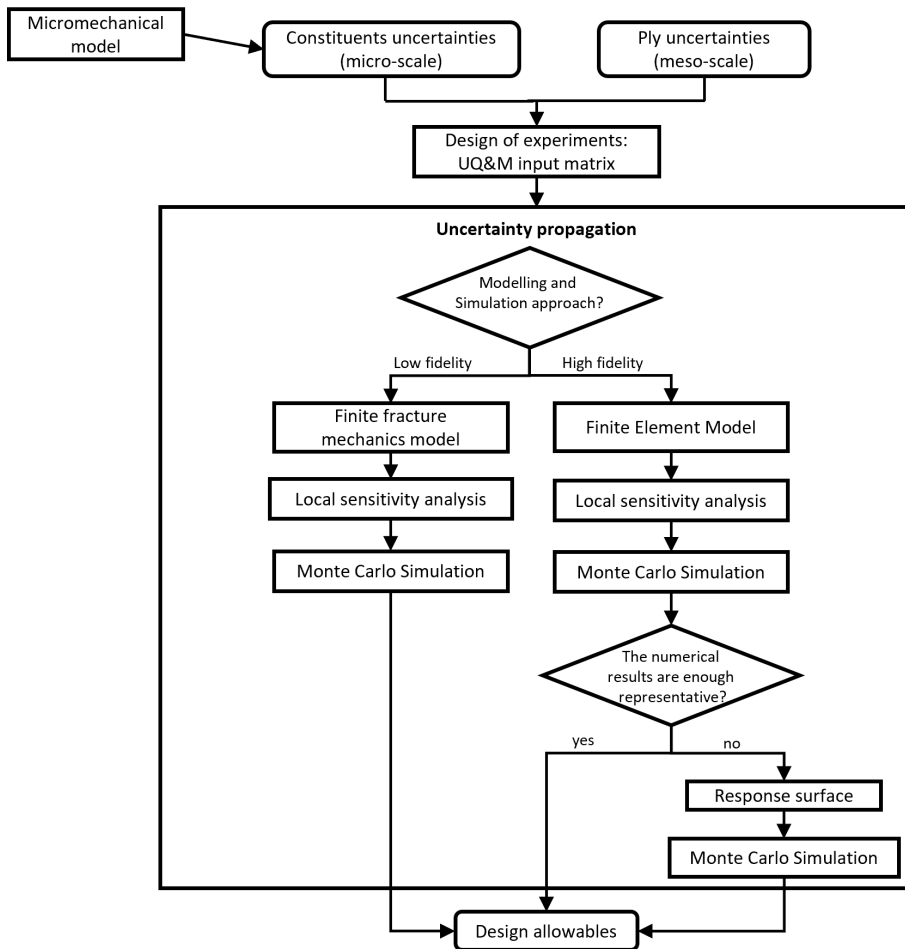 Micromechanical
model
Constituents uncertainties
(micro-scale)
Ply uncertainties
(meso-scale)
Design of experiments:
UQ&M input matrix
Uncertainty propagation
Modelling and
Simulation approach?
Low fidelity
High fidelity
Finite fracture
mechanics model
Finite Element Model
Local sensitivity analysis
Local sensitivity analysis
Monte Carlo Simulation
Monte Carlo Simulation
The numerical
results are enough
representative?
yes
no
Response surface
Monte Carlo Simulation
Design allowables